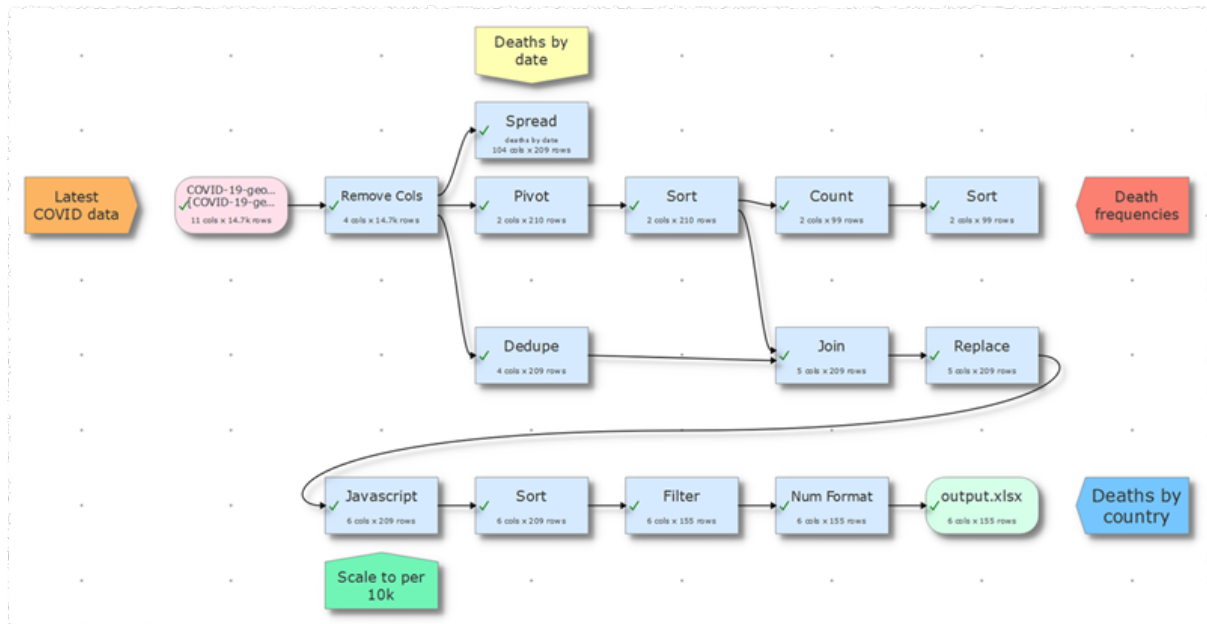 Deaths by
date
Spread
deaths by date
104 cols x 209 rows
Latest
COVID data
COVID-19-geo...
{COVID-19-ge...
11 cols x 14.7k rows
Remove Cols
4 cols x 14.7k rows
Pivot
2 cols x 210 rows
Sort
2 cols x 210 rows
Count
2 cols x 99 rows
Sort
2 cols x 99 rows
Death
frequencies
Dedupe
4 cols x 209 rows
Join
5 cols x 209 rows
Replace
5 cols x 209 rows
Javascript
6 cols x 209 rows
Sort
6 cols x 209 rows
Filter
6 cols x 155 rows
Num Format
6 cols x 155 rows
output.xlsx
6 cols x 155 rows
Deaths by
country
Scale to per
10k